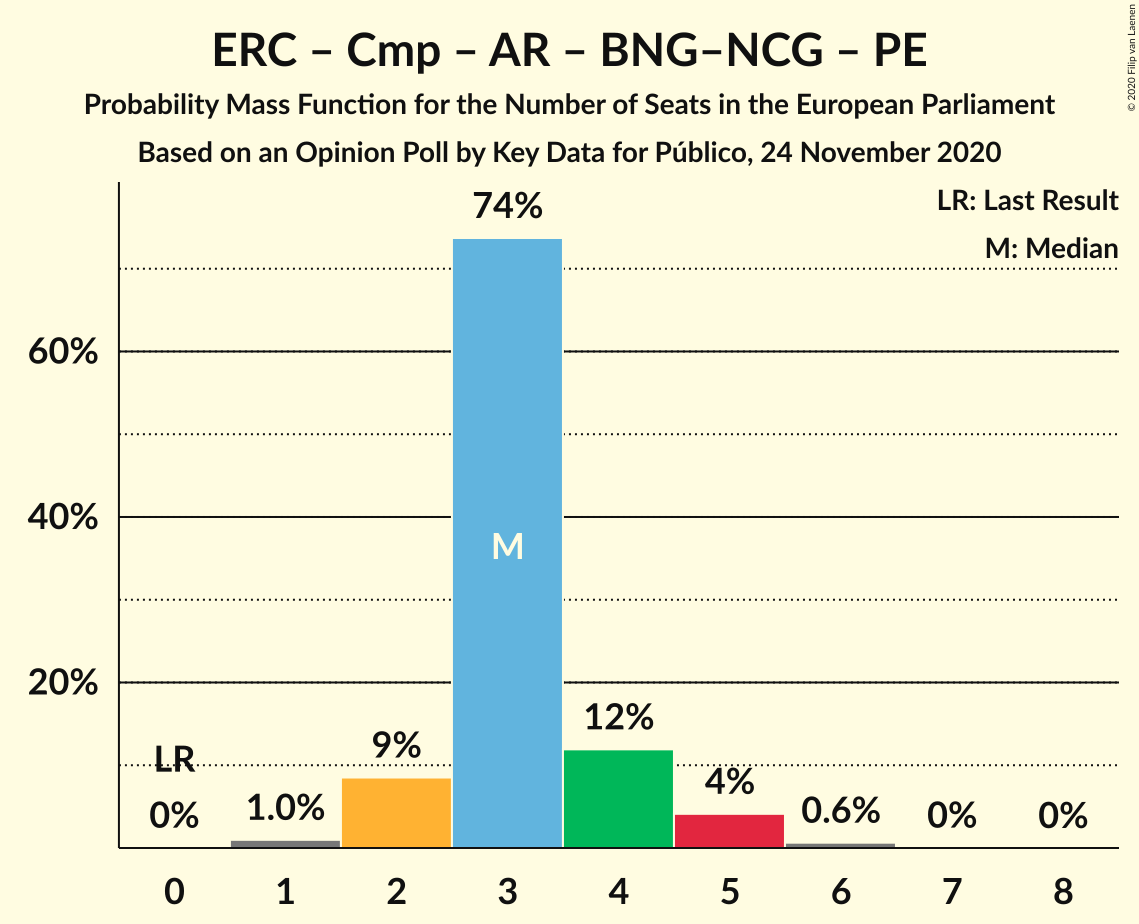 ERC – Cmp – AR – BNG–NCG – PE
Probability Mass Function for the Number of Seats in the European Parliament
Based on an Opinion Poll by Key Data for Público, 24 November 2020
© 2020 Filip van Laenen
LR: Last Result
M: Median
74%
60%
40%
M
20%
12%
9%
LR
4%
0%
1.0%
0.6%
0%
0%
0 1 2 3 4 5 6 7 8